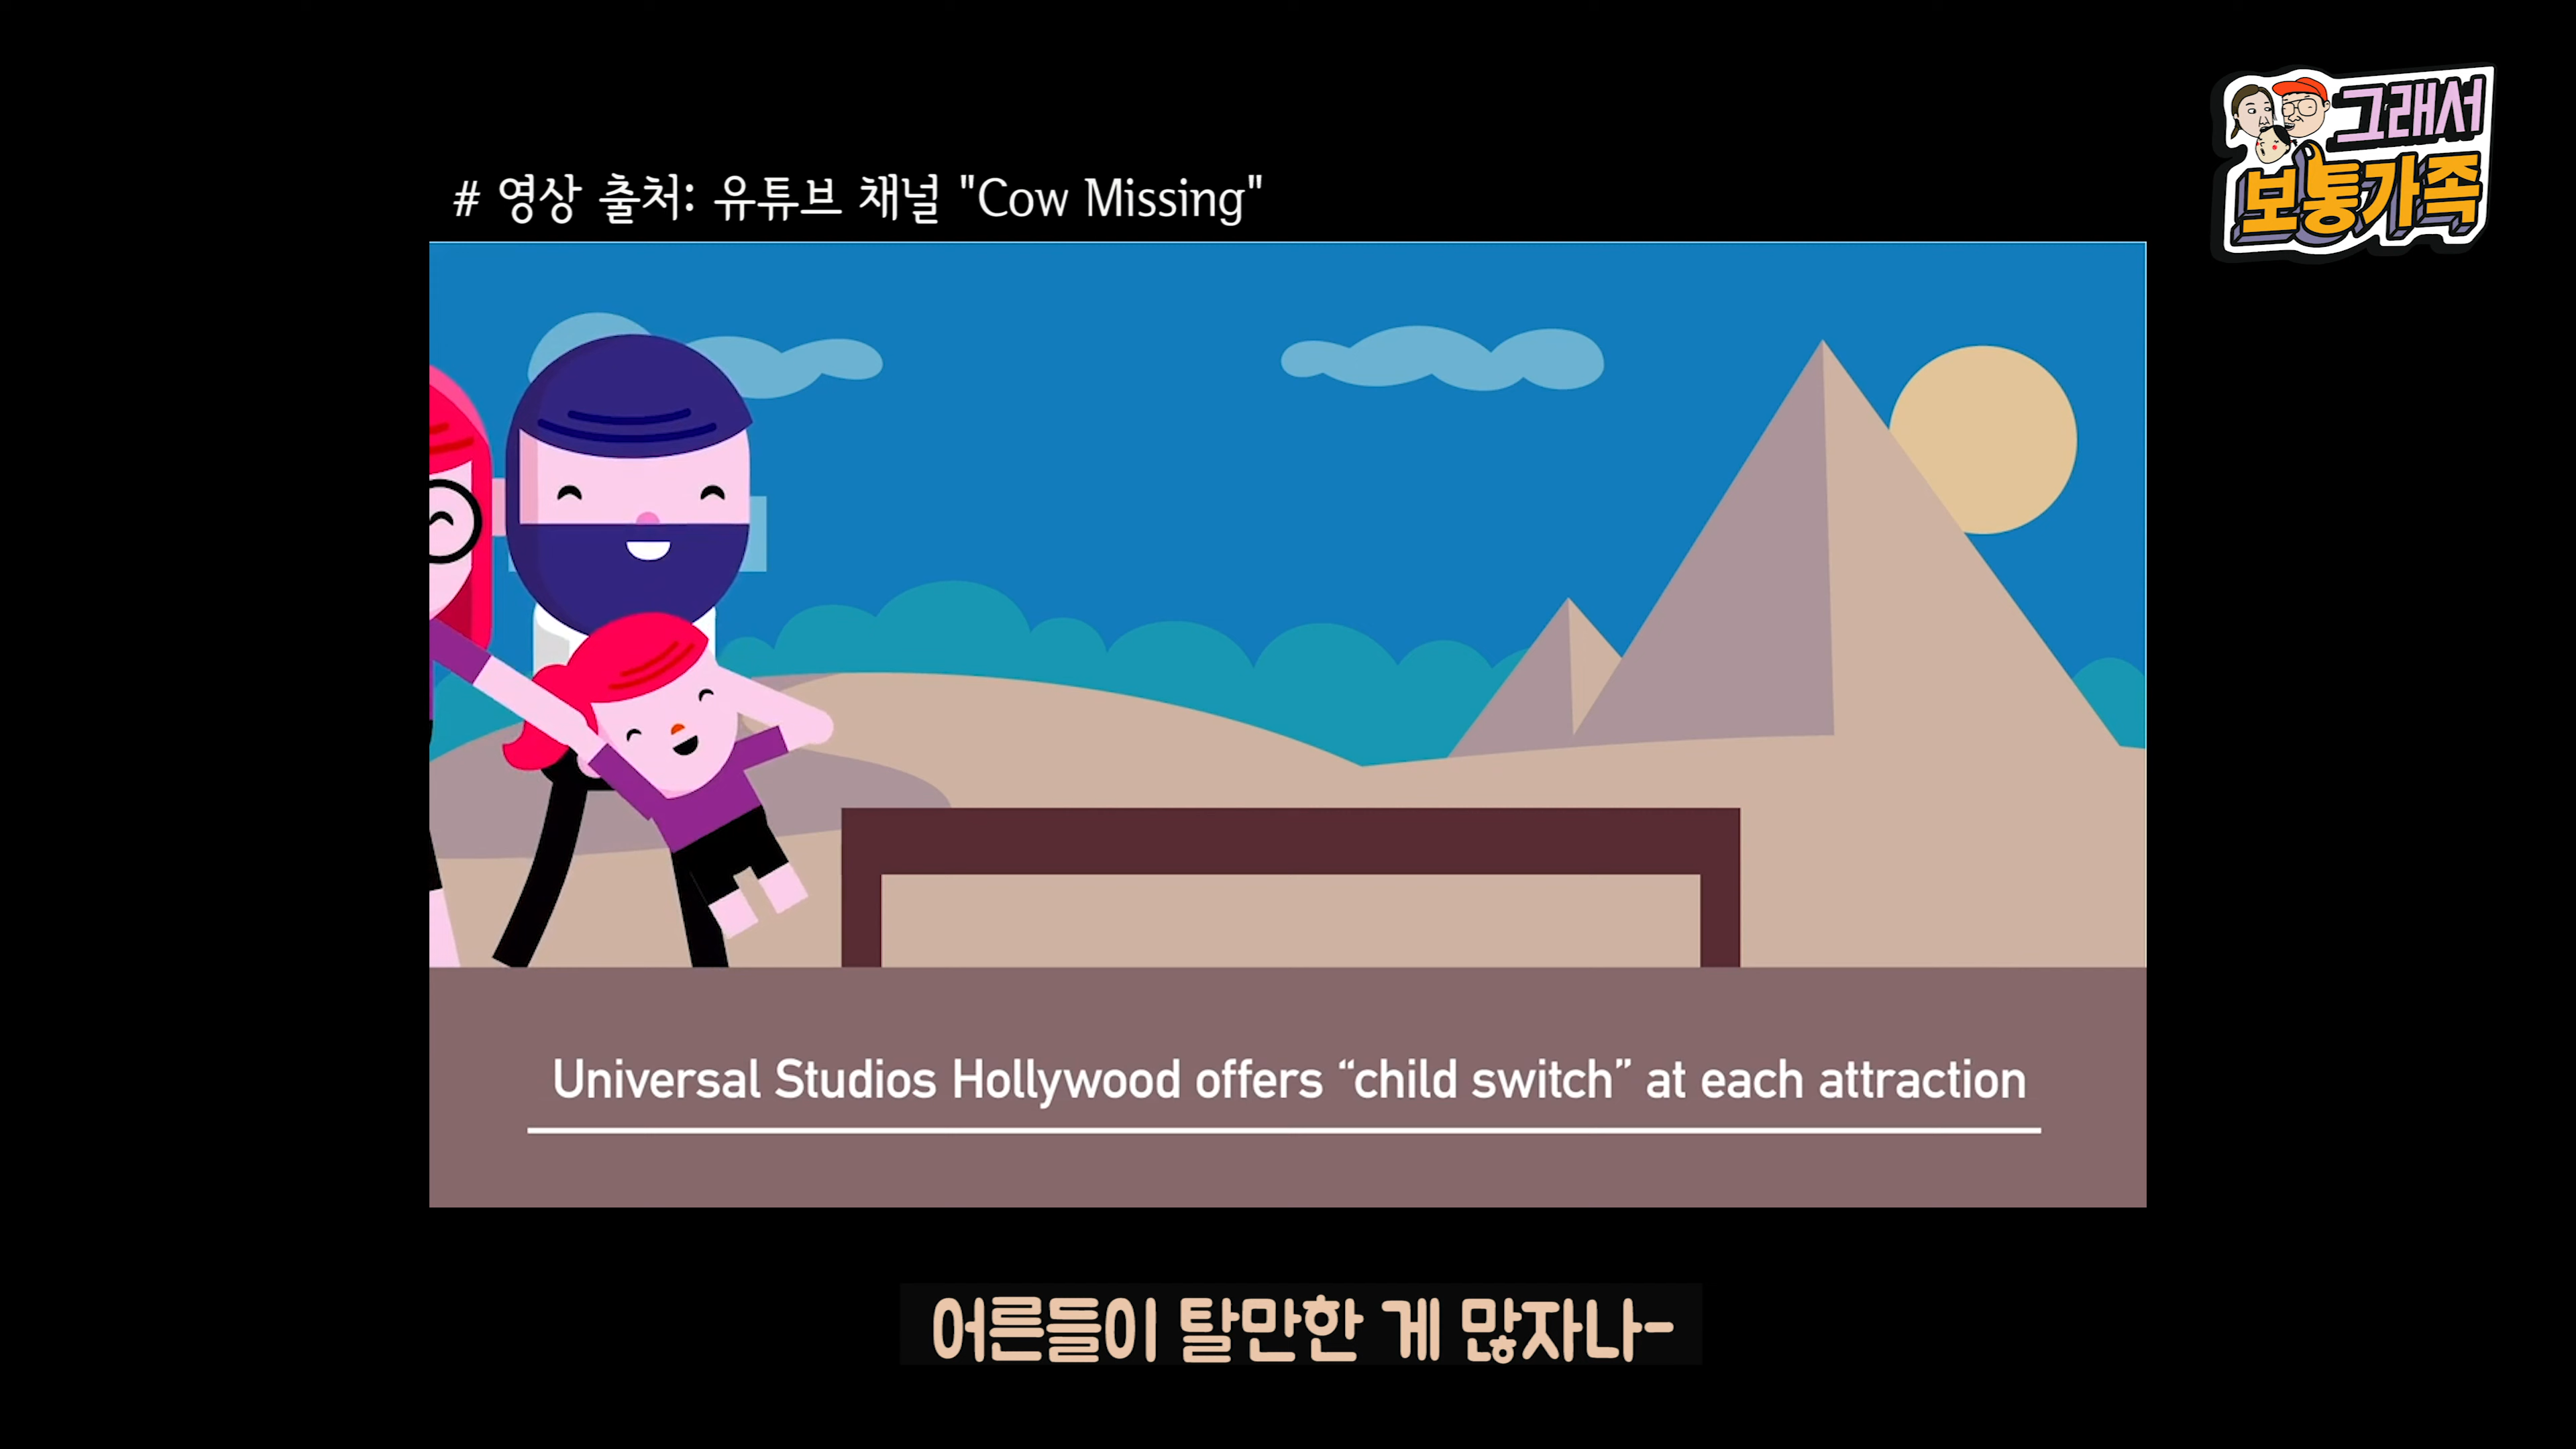 그래서
보통가족
# 영상 출처: 유튜브 채널 "Cow Missing"
Universal Studios Hollywood offers “child switch” at each attraction
어른들이 탈만한 게 많자나-